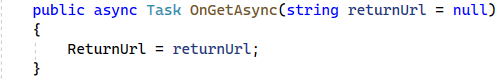 public async Task OnGetAsync(string returnUrl = null)
{
    ReturnUrl = returnUrl;
}